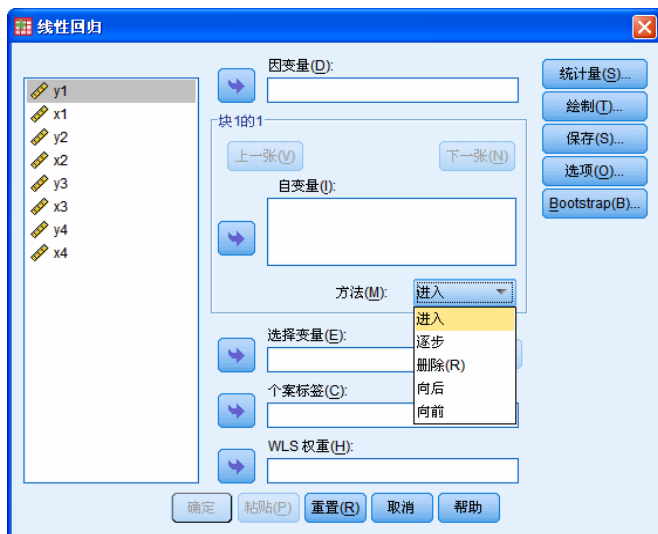 线性回归
y1
x1
y2
x2
y3
x3
y4
x4
因变量(D):
块1的1
上一张(V)
下一张(N)
自变量(I):
方法(M):
进入
进入
逐步
删除(R)
向后
向前
选择变量(E):
个案标签(C):
WLS 权重(H):
统计量(S)...
绘制(T)...
保存(S)...
选项(O)...
Bootstrap(B)...
确定
粘贴(P)
重置(R)
取消
帮助